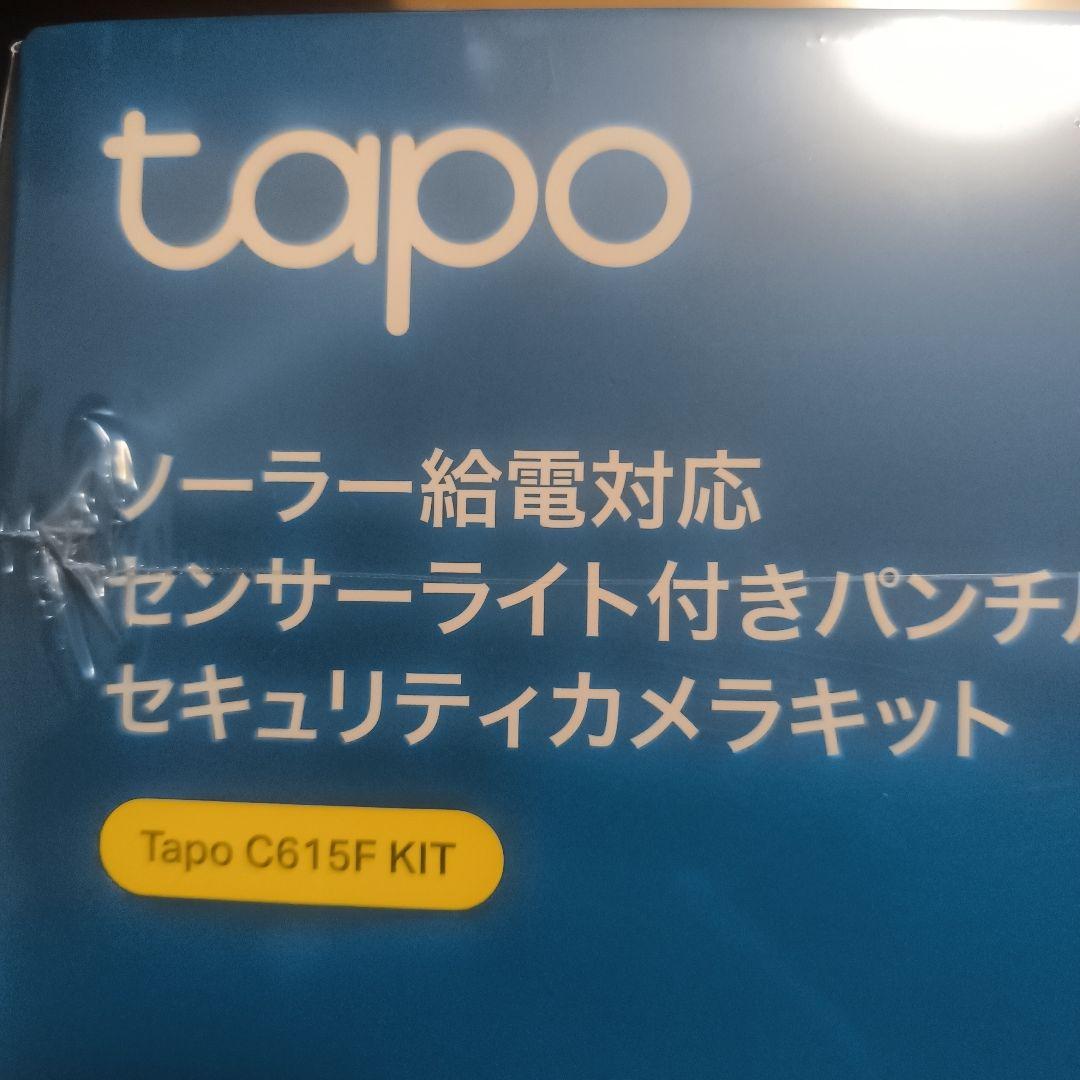 tapo
ソーラー給電対応
センサーライト付きパンチ
セキュリティカメラキット
Tapo C615F KIT